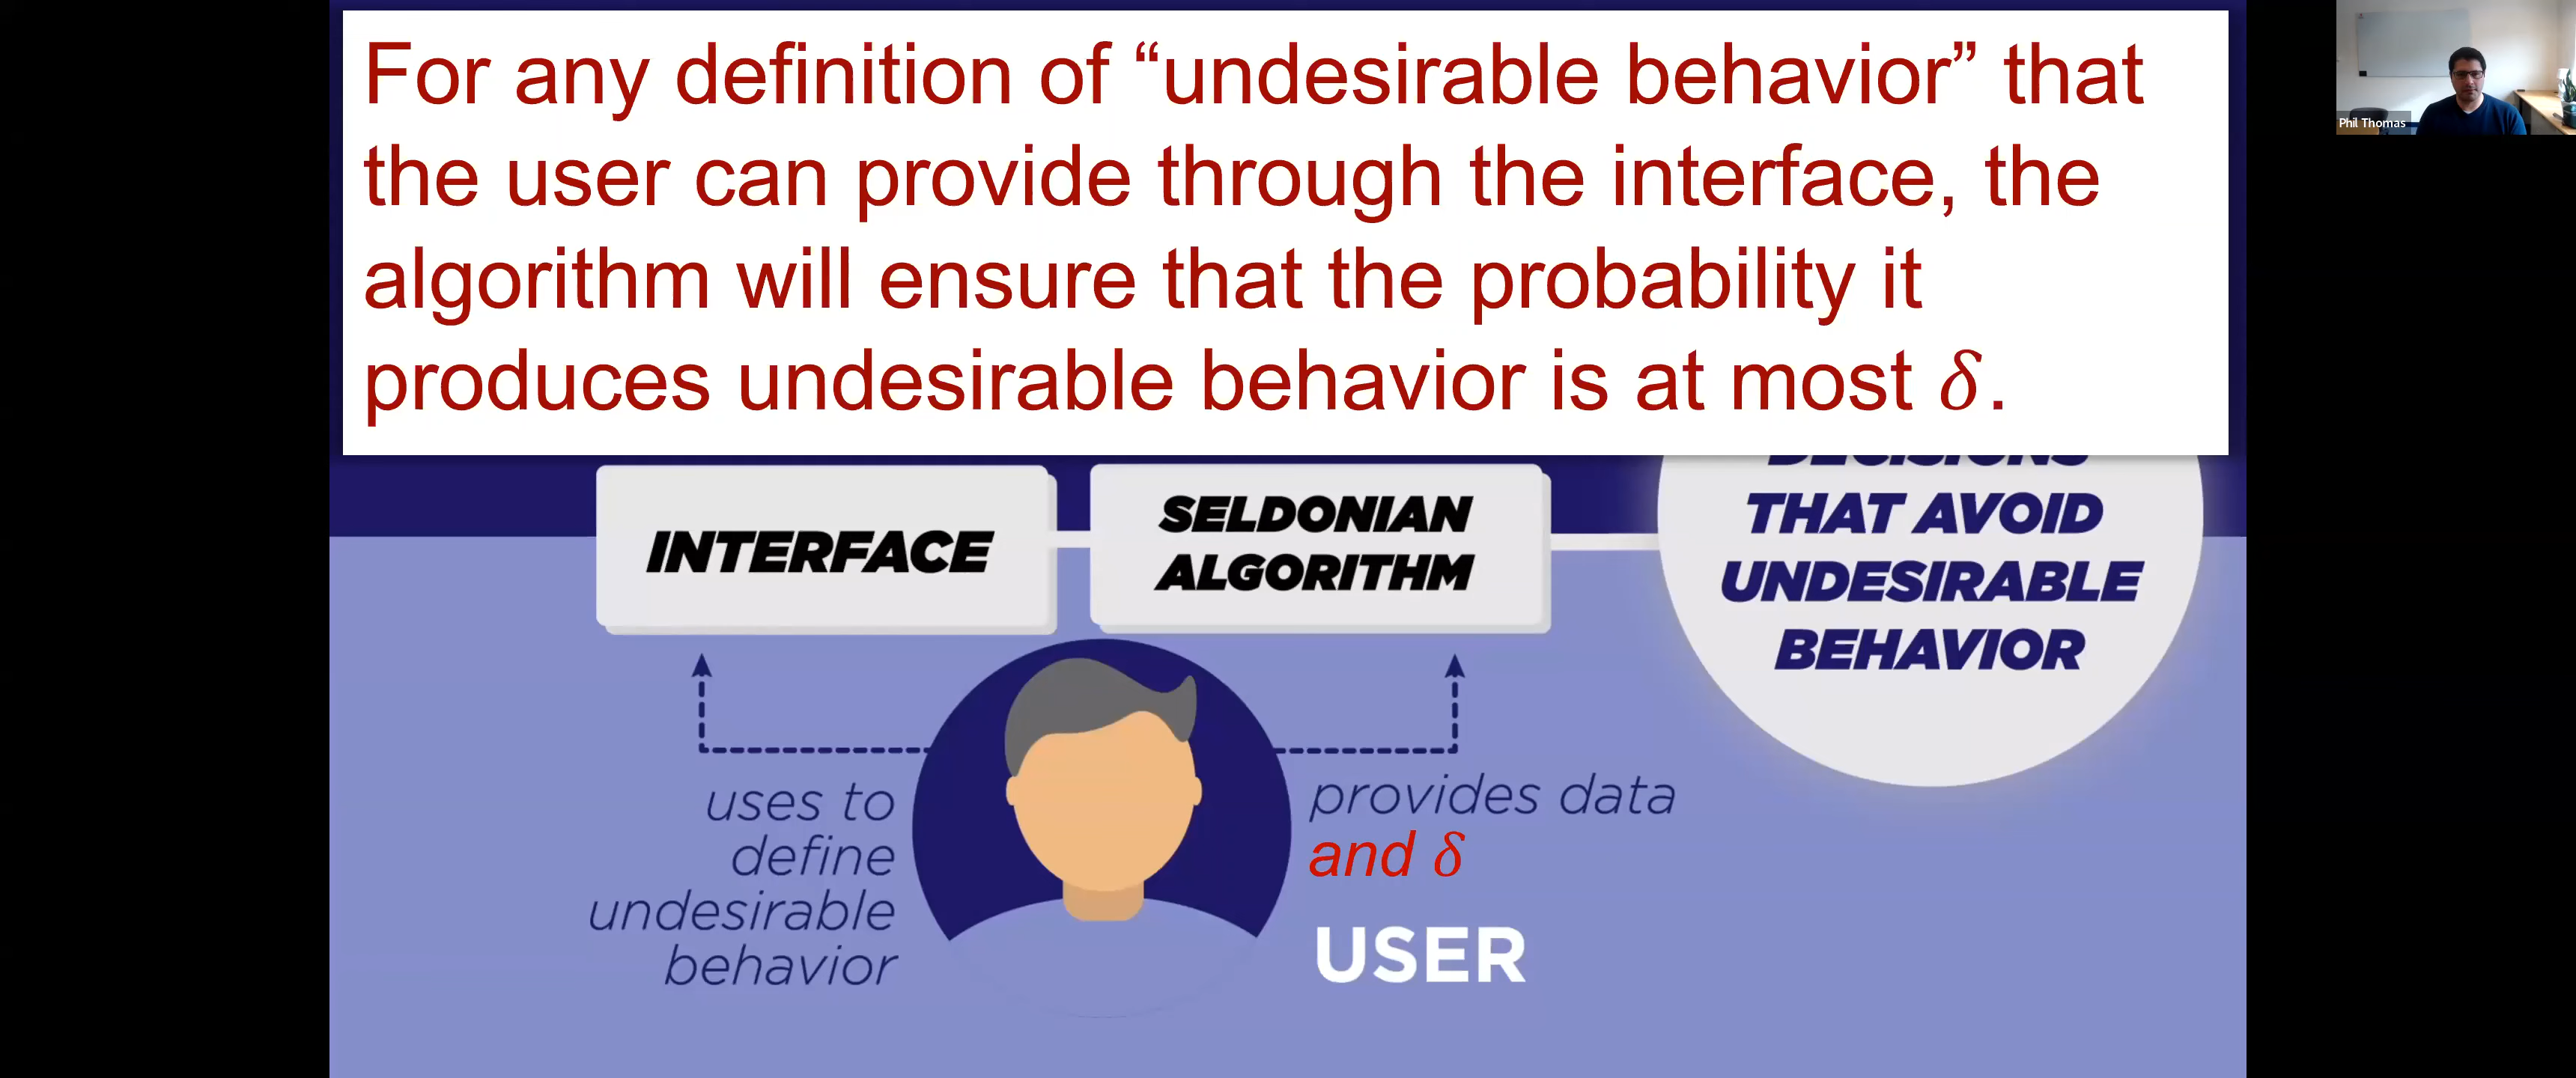 For any definition of “undesirable behavior” that
the user can provide through the interface, the
algorithm will ensure that the probability it
produces undesirable behavior is at most δ.
Phil Thomas
INTERFACE
SELDONIAN
ALGORITHM
DECISIONS
THAT AVOID
UNDESIRABLE
BEHAVIOR
uses to
define
undesirable
behavior
provides data
and δ
USER